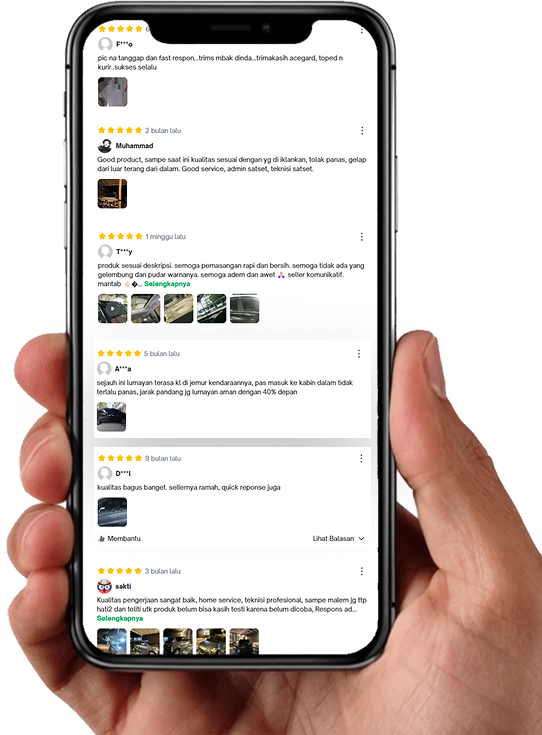 F***o
pic na tanggap dan fast respon...trims mbak dinda...trimakasih acegard, toped n
kurir..sukses selalu
2 bulan lalu
Muhammad
Good product, sampe saat ini kualitas sesuai dengan yg di iklankan, tolak panas, gelap
dari luar terang dari dalam. Good service, admin satset, teknisi satset.
1 minggu lalu
T***y
produk sesuai deskripsi. semoga pemasangan rapi dan bersih. semoga tidak ada yang
gelembung dan pudar warnanya. semoga adem dan awet 🙏🏻 seller komunikatif.
mantab 👍🏻�... Selengkapnya
5 bulan lalu
A***a
sejauh ini lumayan terasa kl di jemur kendaraannya, pas masuk ke kabin dalam tidak
terlalu panas, jarak pandang jg lumayan aman dengan 40% depan
9 bulan lalu
D***l
kualitas bagus banget. sellernya ramah, quick reponse juga
Membantu
Lihat Balasan
3 bulan lalu
sakti
Kualitas pengerjaan sangat baik, home service, teknisi profesional, sampe malem jg ttp
hati2 dan teliti utk produk belum bisa kasih testi karena belum dicoba, Respons ad...
Selengkapnya